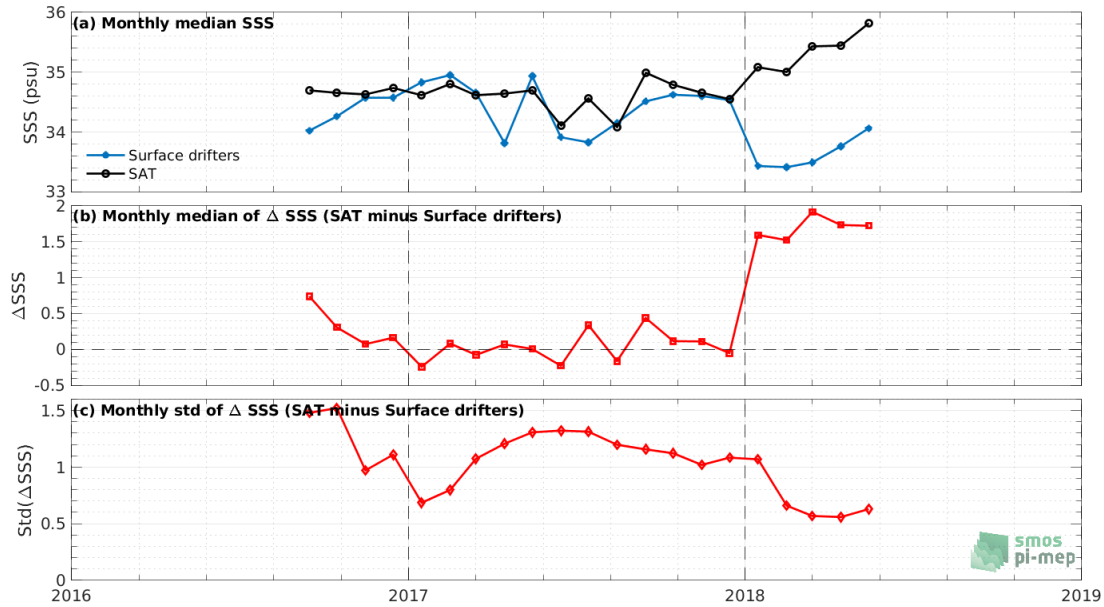 (a) Monthly median SSS
36
35
34
33
SSS (psu)
Surface drifters
SAT
(b) Monthly median of Δ SSS (SAT minus Surface drifters)
2
1.5
1
0.5
0
-0.5
ΔSSS
(c) Monthly std of Δ SSS (SAT minus Surface drifters)
1.5
1
0.5
0
Std(ΔSSS)
smos
pi-mep
2016
2017
2018
2019